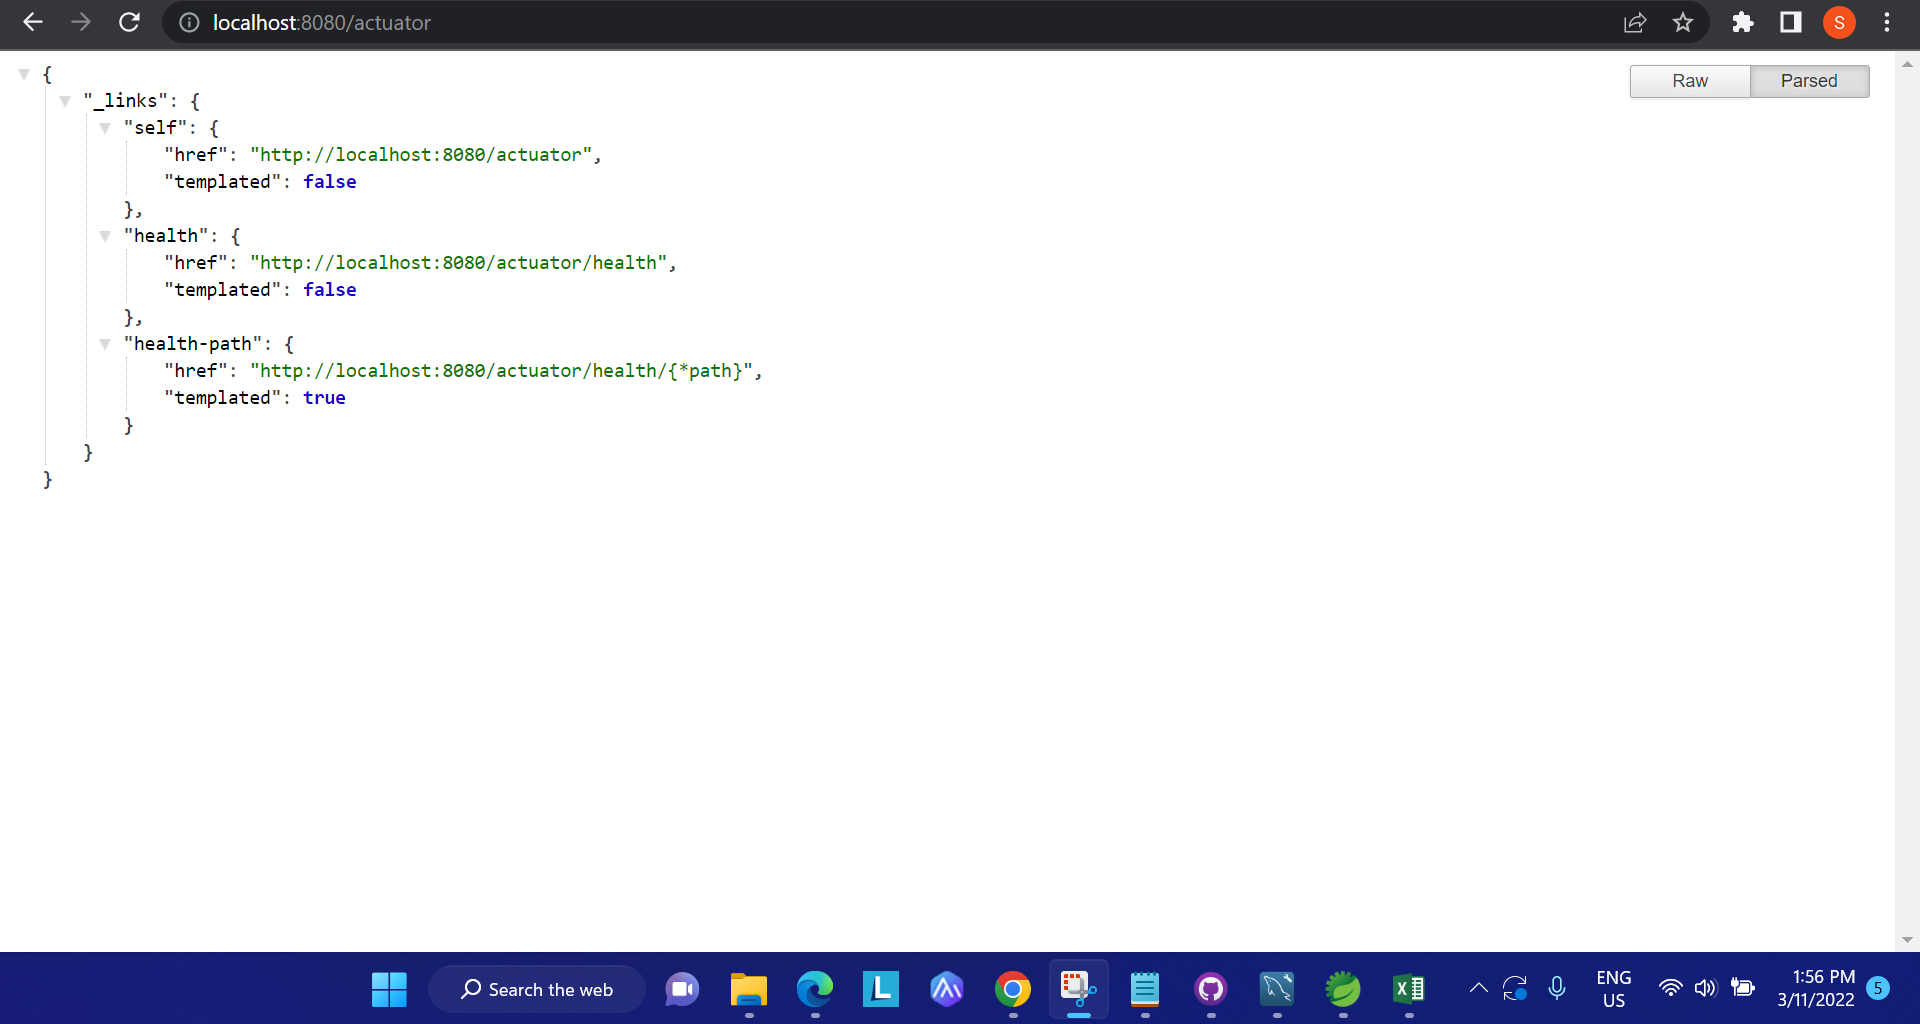 localhost:8080/actuator
S
Raw
Parsed
{
"_links": {
"self": {
"href": "http://localhost:8080/actuator",
"templated": false
},
"health": {
"href": "http://localhost:8080/actuator/health",
"templated": false
},
"health-path": {
"href": "http://localhost:8080/actuator/health/{*path}",
"templated": true
}
}
}
Search the web
L
X
ENG
US
1:56 PM
3/11/2022
5